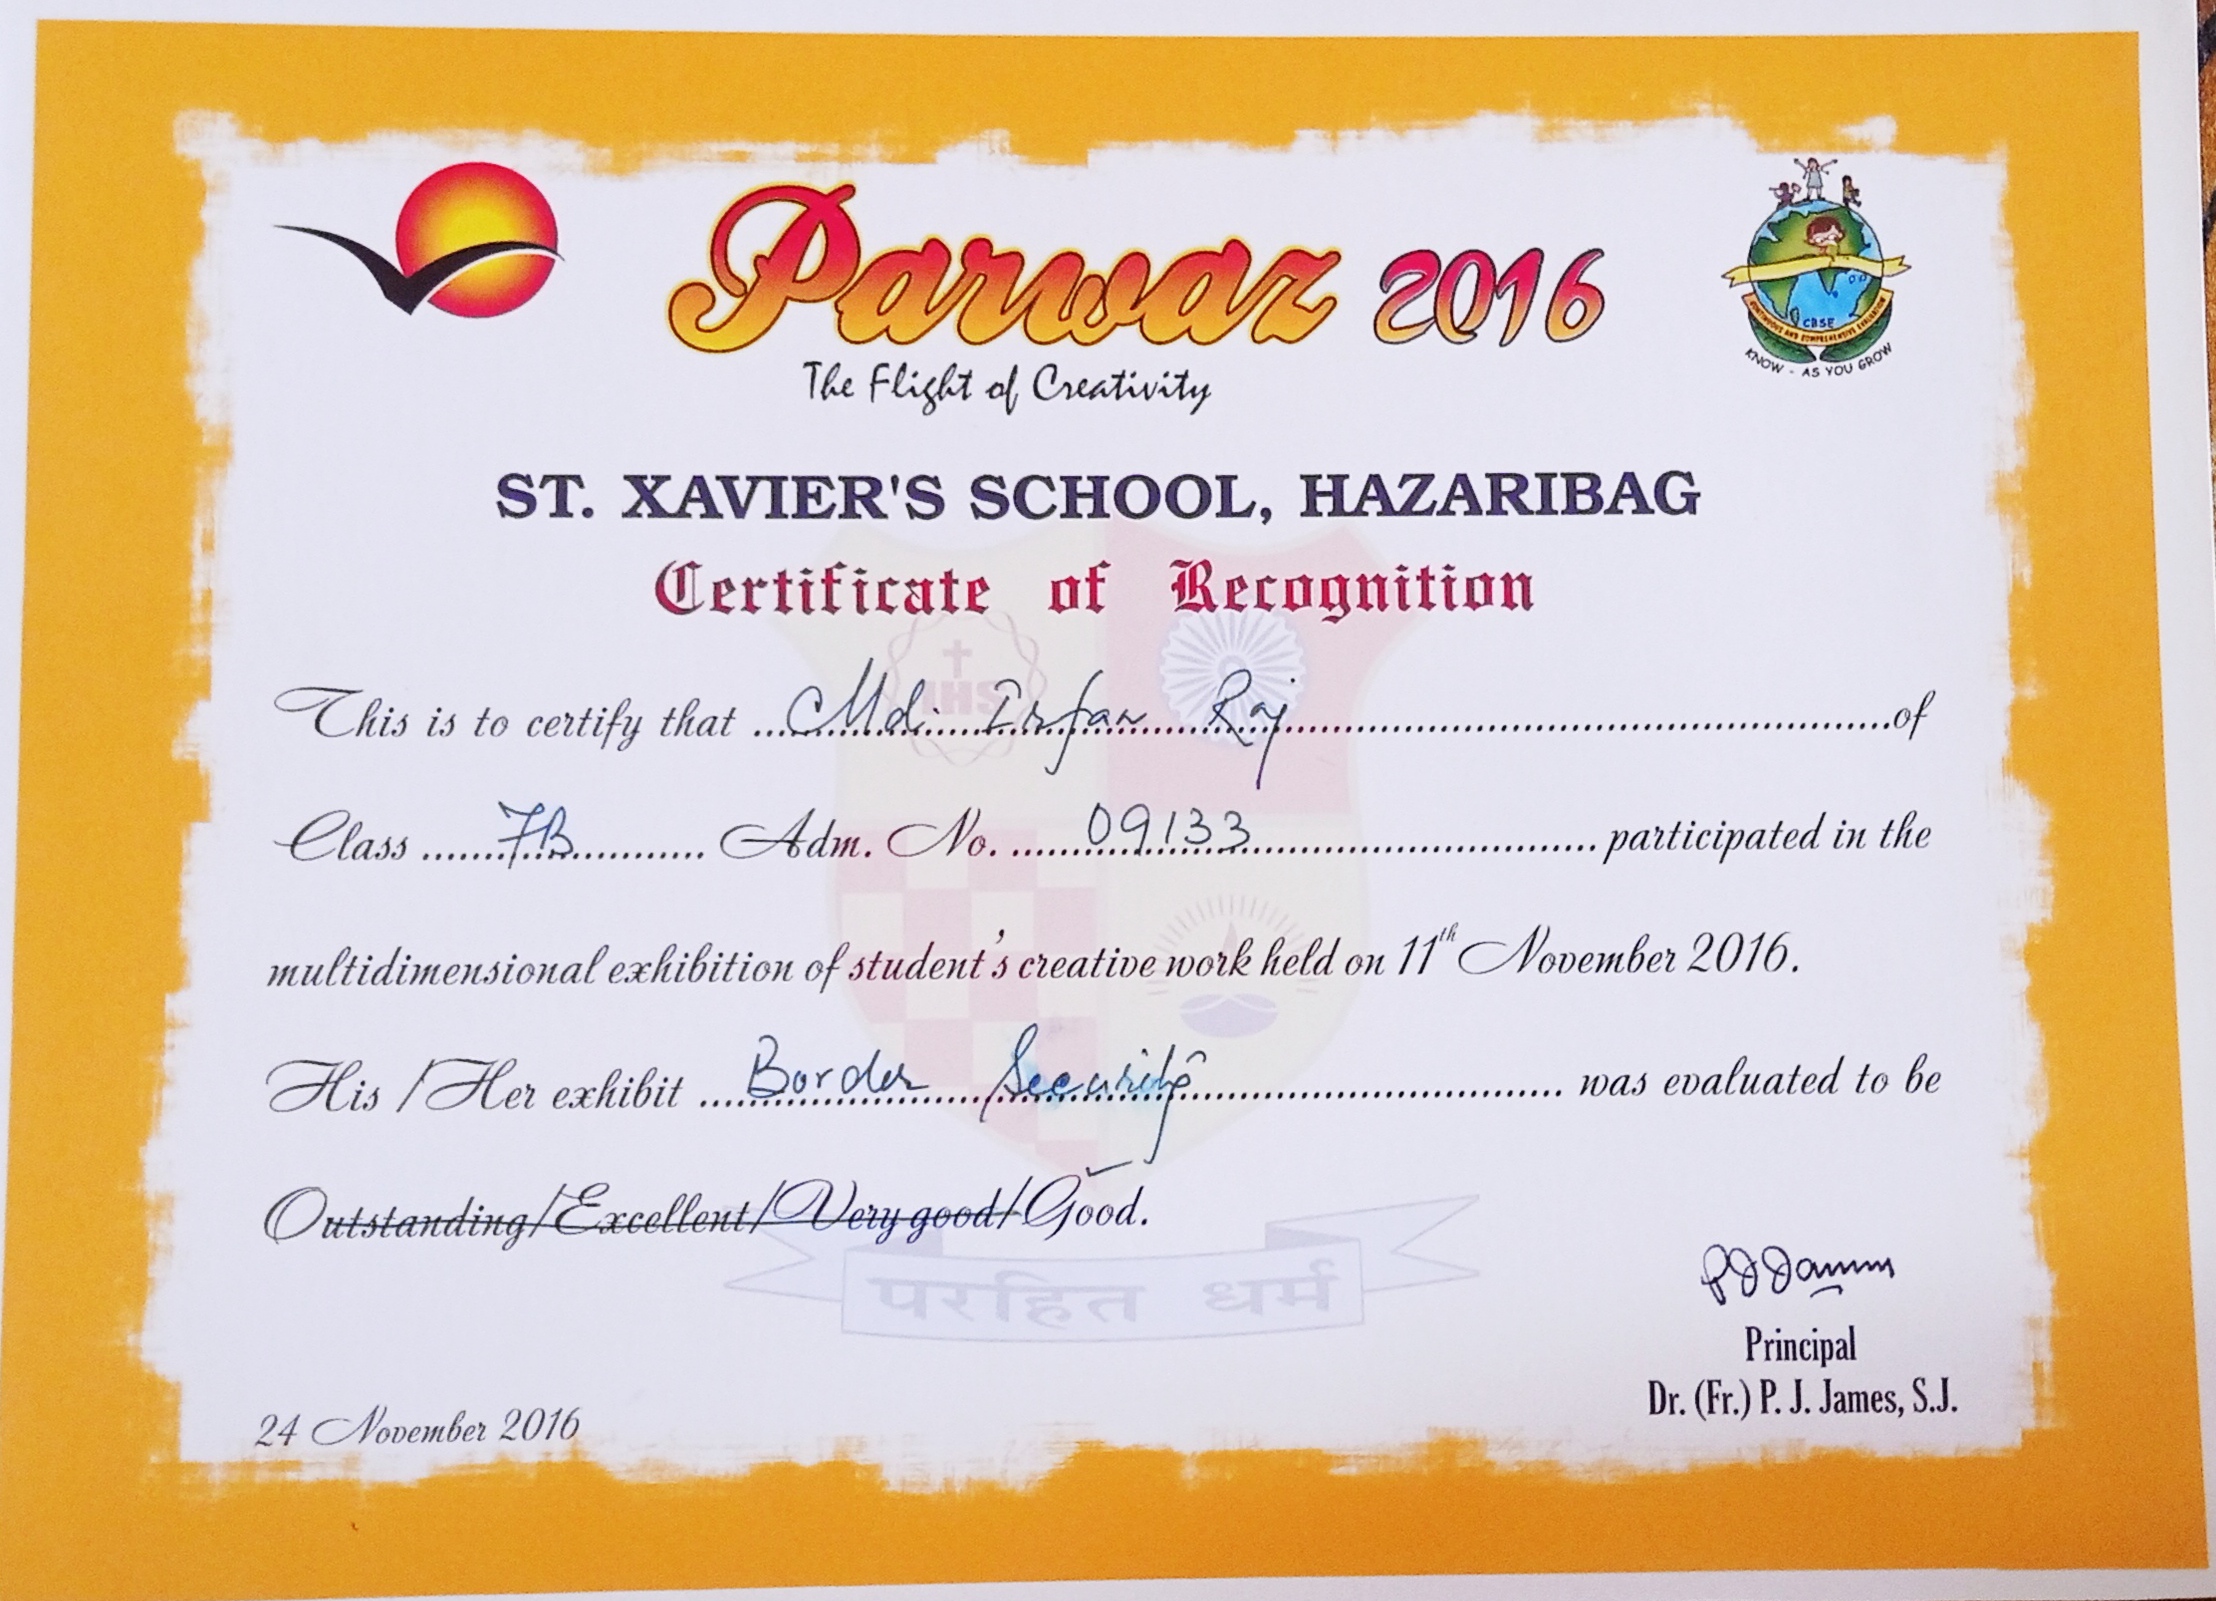 Parwaz 2016
The Flight of Creativity
CBSE
CONTINUOUS AND COMPREHENSIVE EVALUATION
KNOW - AS YOU GROW
ST. XAVIER'S SCHOOL, HAZARIBAG
Certificate of Recognition
IHS
This is to certify that Md. Irfan Raj of
Class 7B Adm. No. 09133 participated in the
multidimensional exhibition of student's creative work held on 11th November 2016.
His / Her exhibit Border Security was evaluated to be
Outstanding/Excellent/Very good/Good.
परहित धर्म
P J James
Principal
Dr. (Fr.) P. J. James, S.J.
24 November 2016